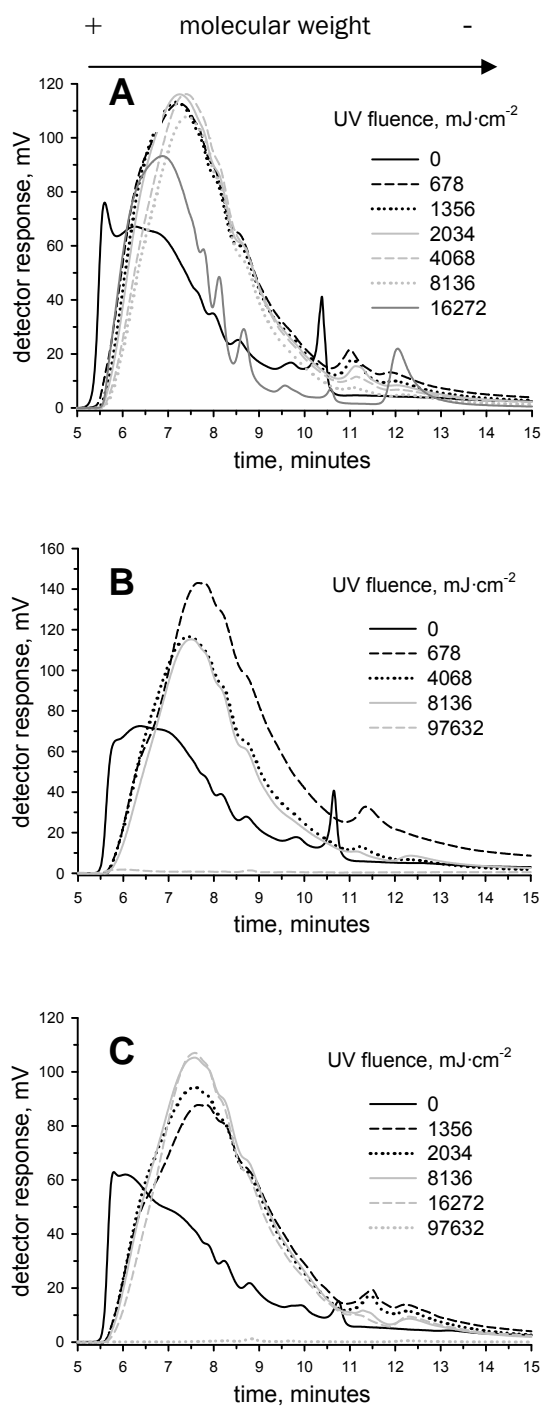 + molecular weight -
A
UV fluence, mJ·cm-2
0
678
1356
2034
4068
8136
16272
detector response, mV
120
100
80
60
40
20
0
5 6 7 8 9 10 11 12 13 14 15
time, minutes
B
UV fluence, mJ·cm-2
0
678
4068
8136
97632
detector response, mV
160
140
120
100
80
60
40
20
0
5 6 7 8 9 10 11 12 13 14 15
time, minutes
C
UV fluence, mJ·cm-2
0
1356
2034
8136
16272
97632
detector response, mV
120
100
80
60
40
20
0
5 6 7 8 9 10 11 12 13 14 15
time, minutes